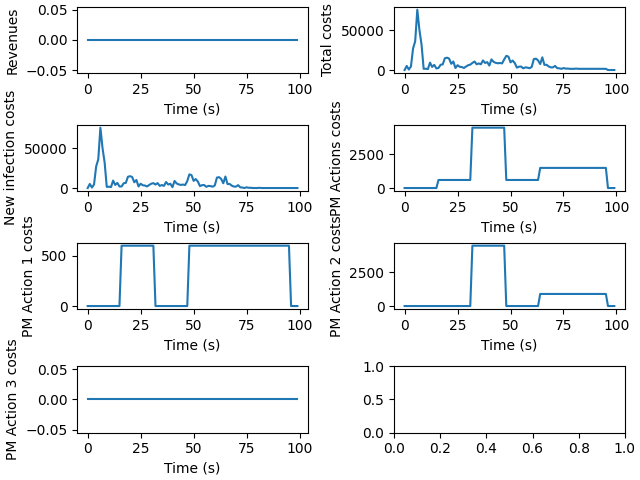 Revenues
0.05
0.00
−0.05
0 25 50 75 100
Time (s)
Total costs
50000
0
0 25 50 75 100
Time (s)
New infection costs
50000
0
0 25 50 75 100
Time (s)
PM Actions costs
2500
0
0 25 50 75 100
Time (s)
PM Action 1 costs
500
0
0 25 50 75 100
Time (s)
PM Action 2 costs
2500
0
0 25 50 75 100
Time (s)
PM Action 3 costs
0.05
0.00
−0.05
0 25 50 75 100
Time (s)
1.0
0.5
0.0
0.0 0.2 0.4 0.6 0.8 1.0